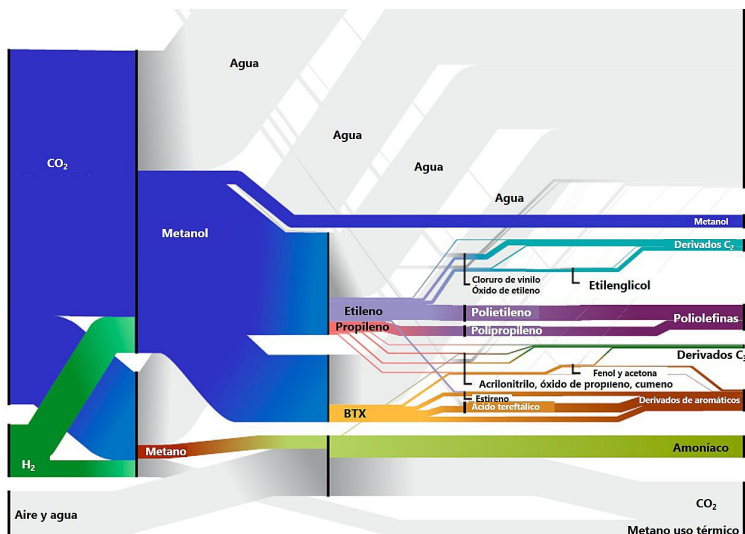 Agua
Agua
CO₂
Agua
Agua
Metanol
Metanol
Derivados C₂
Cloruro de vinilo
Óxido de etileno
Etilenglicol
Etileno
Polietileno
Poliolefinas
Propileno
Polipropileno
Derivados C₃
Fenol y acetona
Acrilonitrilo, óxido de propileno, cumeno
Estireno
Derivados de aromáticos
BTX
Acido tereftálico
Metano
Amoníaco
H₂
CO₂
Aire y agua
Metano uso térmico